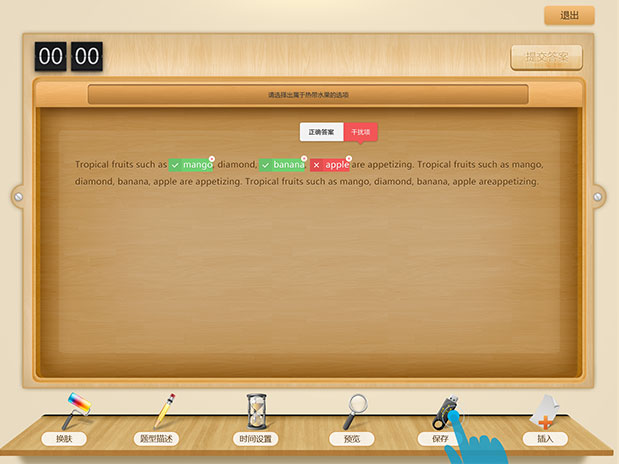 退出
00 00
提交答案
请选择出属于热带水果的选项
正确答案 干扰项
Tropical fruits such as mango, diamond, banana, apple are appetizing. Tropical fruits such as mango,
diamond, banana, apple are appetizing. Tropical fruits such as mango, diamond, banana, apple areappetizing.
换肤 题型描述 时间设置 预览 保存 插入